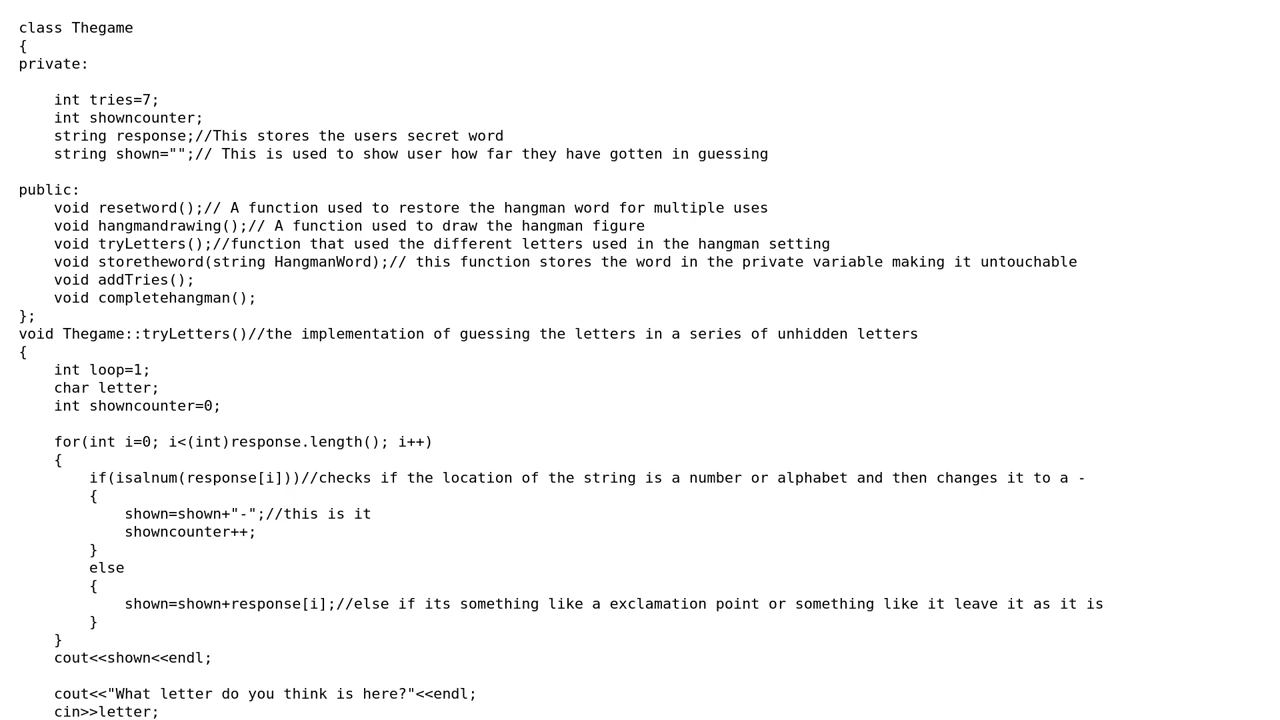 class Thegame
{
private:

    int tries=7;
    int showncounter;
    string response;//This stores the users secret word
    string shown="";// This is used to show user how far they have gotten in guessing

public:
    void resetword();// A function used to restore the hangman word for multiple uses
    void hangmandrawing();// A function used to draw the hangman figure
    void tryLetters();//function that used the different letters used in the hangman setting
    void storetheword(string HangmanWord);// this function stores the word in the private variable making it untouchable
    void addTries();
    void completehangman();
};
void Thegame::tryLetters()//the implementation of guessing the letters in a series of unhidden letters
{
    int loop=1;
    char letter;
    int showncounter=0;

    for(int i=0; i<(int)response.length(); i++)
    {
        if(isalnum(response[i]))//checks if the location of the string is a number or alphabet and then changes it to a -
        {
            shown=shown+"-";//this is it
            showncounter++;
        }
        else
        {
            shown=shown+response[i];//else if its something like a exclamation point or something like it leave it as it is
        }
    }
    cout<<shown<<endl;

    cout<<"What letter do you think is here?"<<endl;
    cin>>letter;